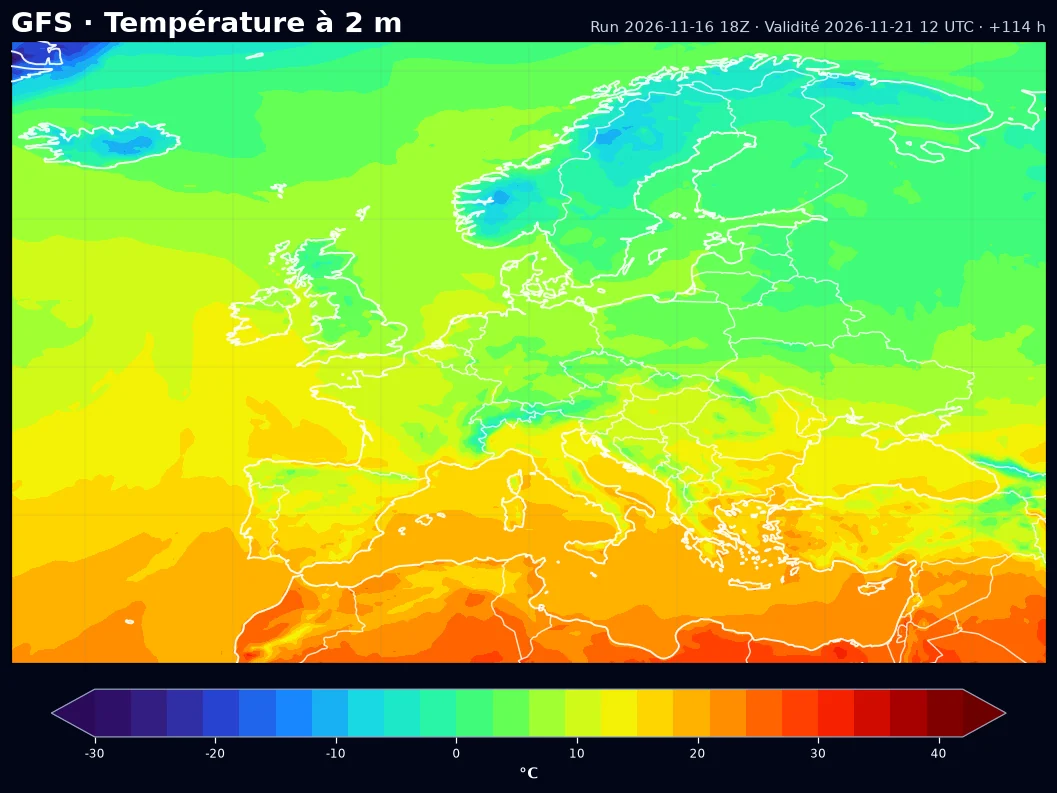 GFS · Température à 2 m
Run 2026-11-16 18Z · Validité 2026-11-21 12 UTC · +114 h
-30 -20 -10 0 10 20 30 40
°C